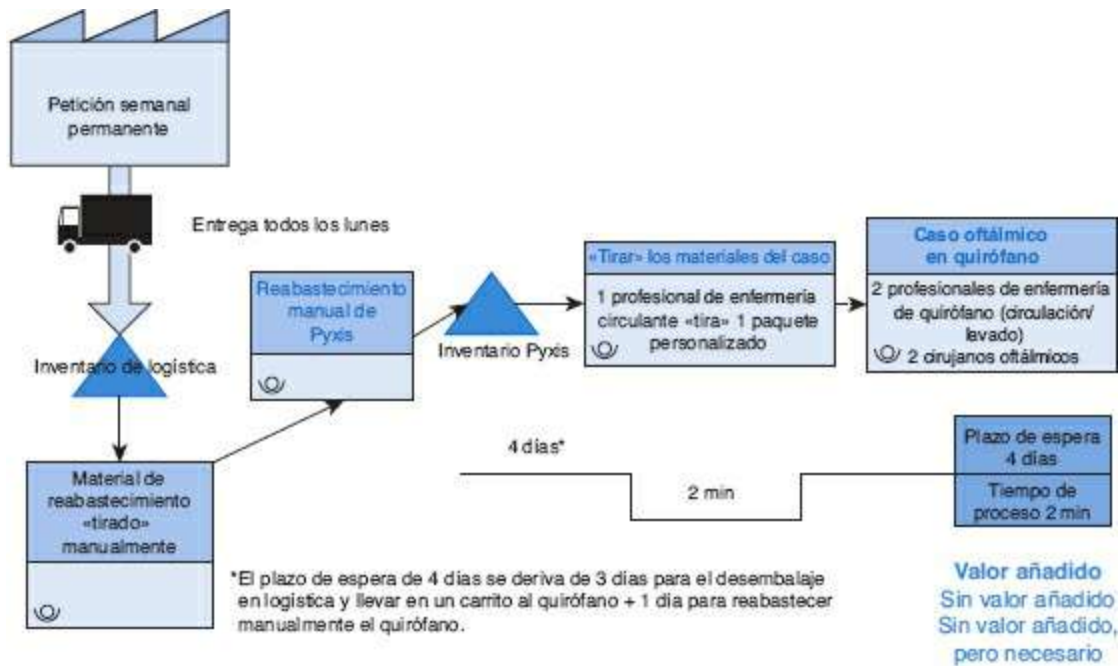 Petición semanal
permanente
Entrega todos los lunes
Inventario de logística
Material de
reabastecimiento
«tirado»
manualmente
Reabastecimiento
manual de
Pyxis
Inventario Pyxis
«Tirar» los materiales del caso
1 profesional de enfermería
circulante «tira» 1 paquete
personalizado
Caso oftálmico
en quirófano
2 profesionales de enfermería
de quirófano (circulación/
levado)
2 cirujanos oftálmicos
4 días*
2 min
Plazo de espera
4 días
Tiempo de
proceso 2 min
*El plazo de espera de 4 días se deriva de 3 días para el desembalaje
en logística y llevar en un carrito al quirófano + 1 día para reabastecer
manualmente el quirófano.
Valor añadido
Sin valor añadido
Sin valor añadido,
pero necesario